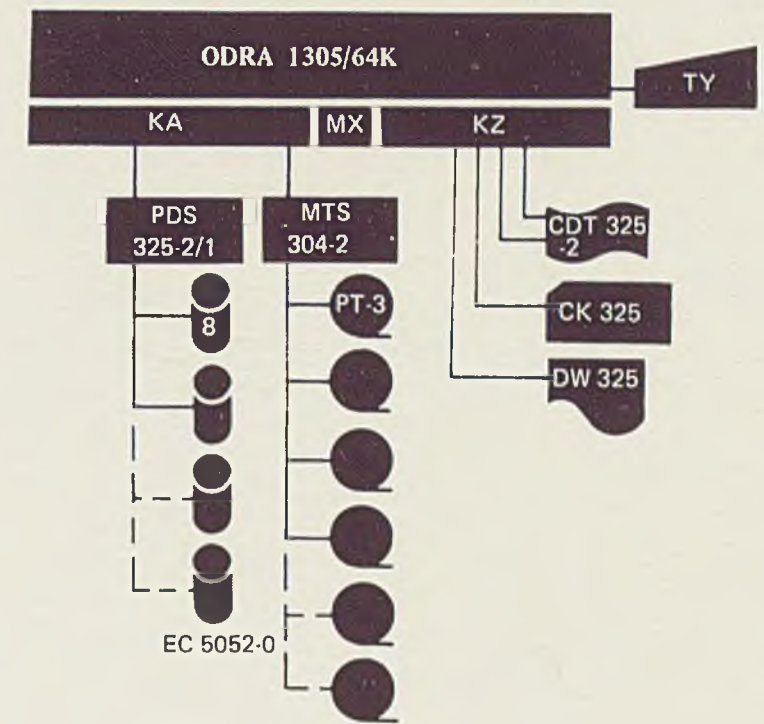 ODRA 1305/64K
TY
KA
MX
KZ
PDS
325-2/1
MTS
304-2
CDT 325
-2
8
PT-3
CK 325
DW 325
EC 5052-0